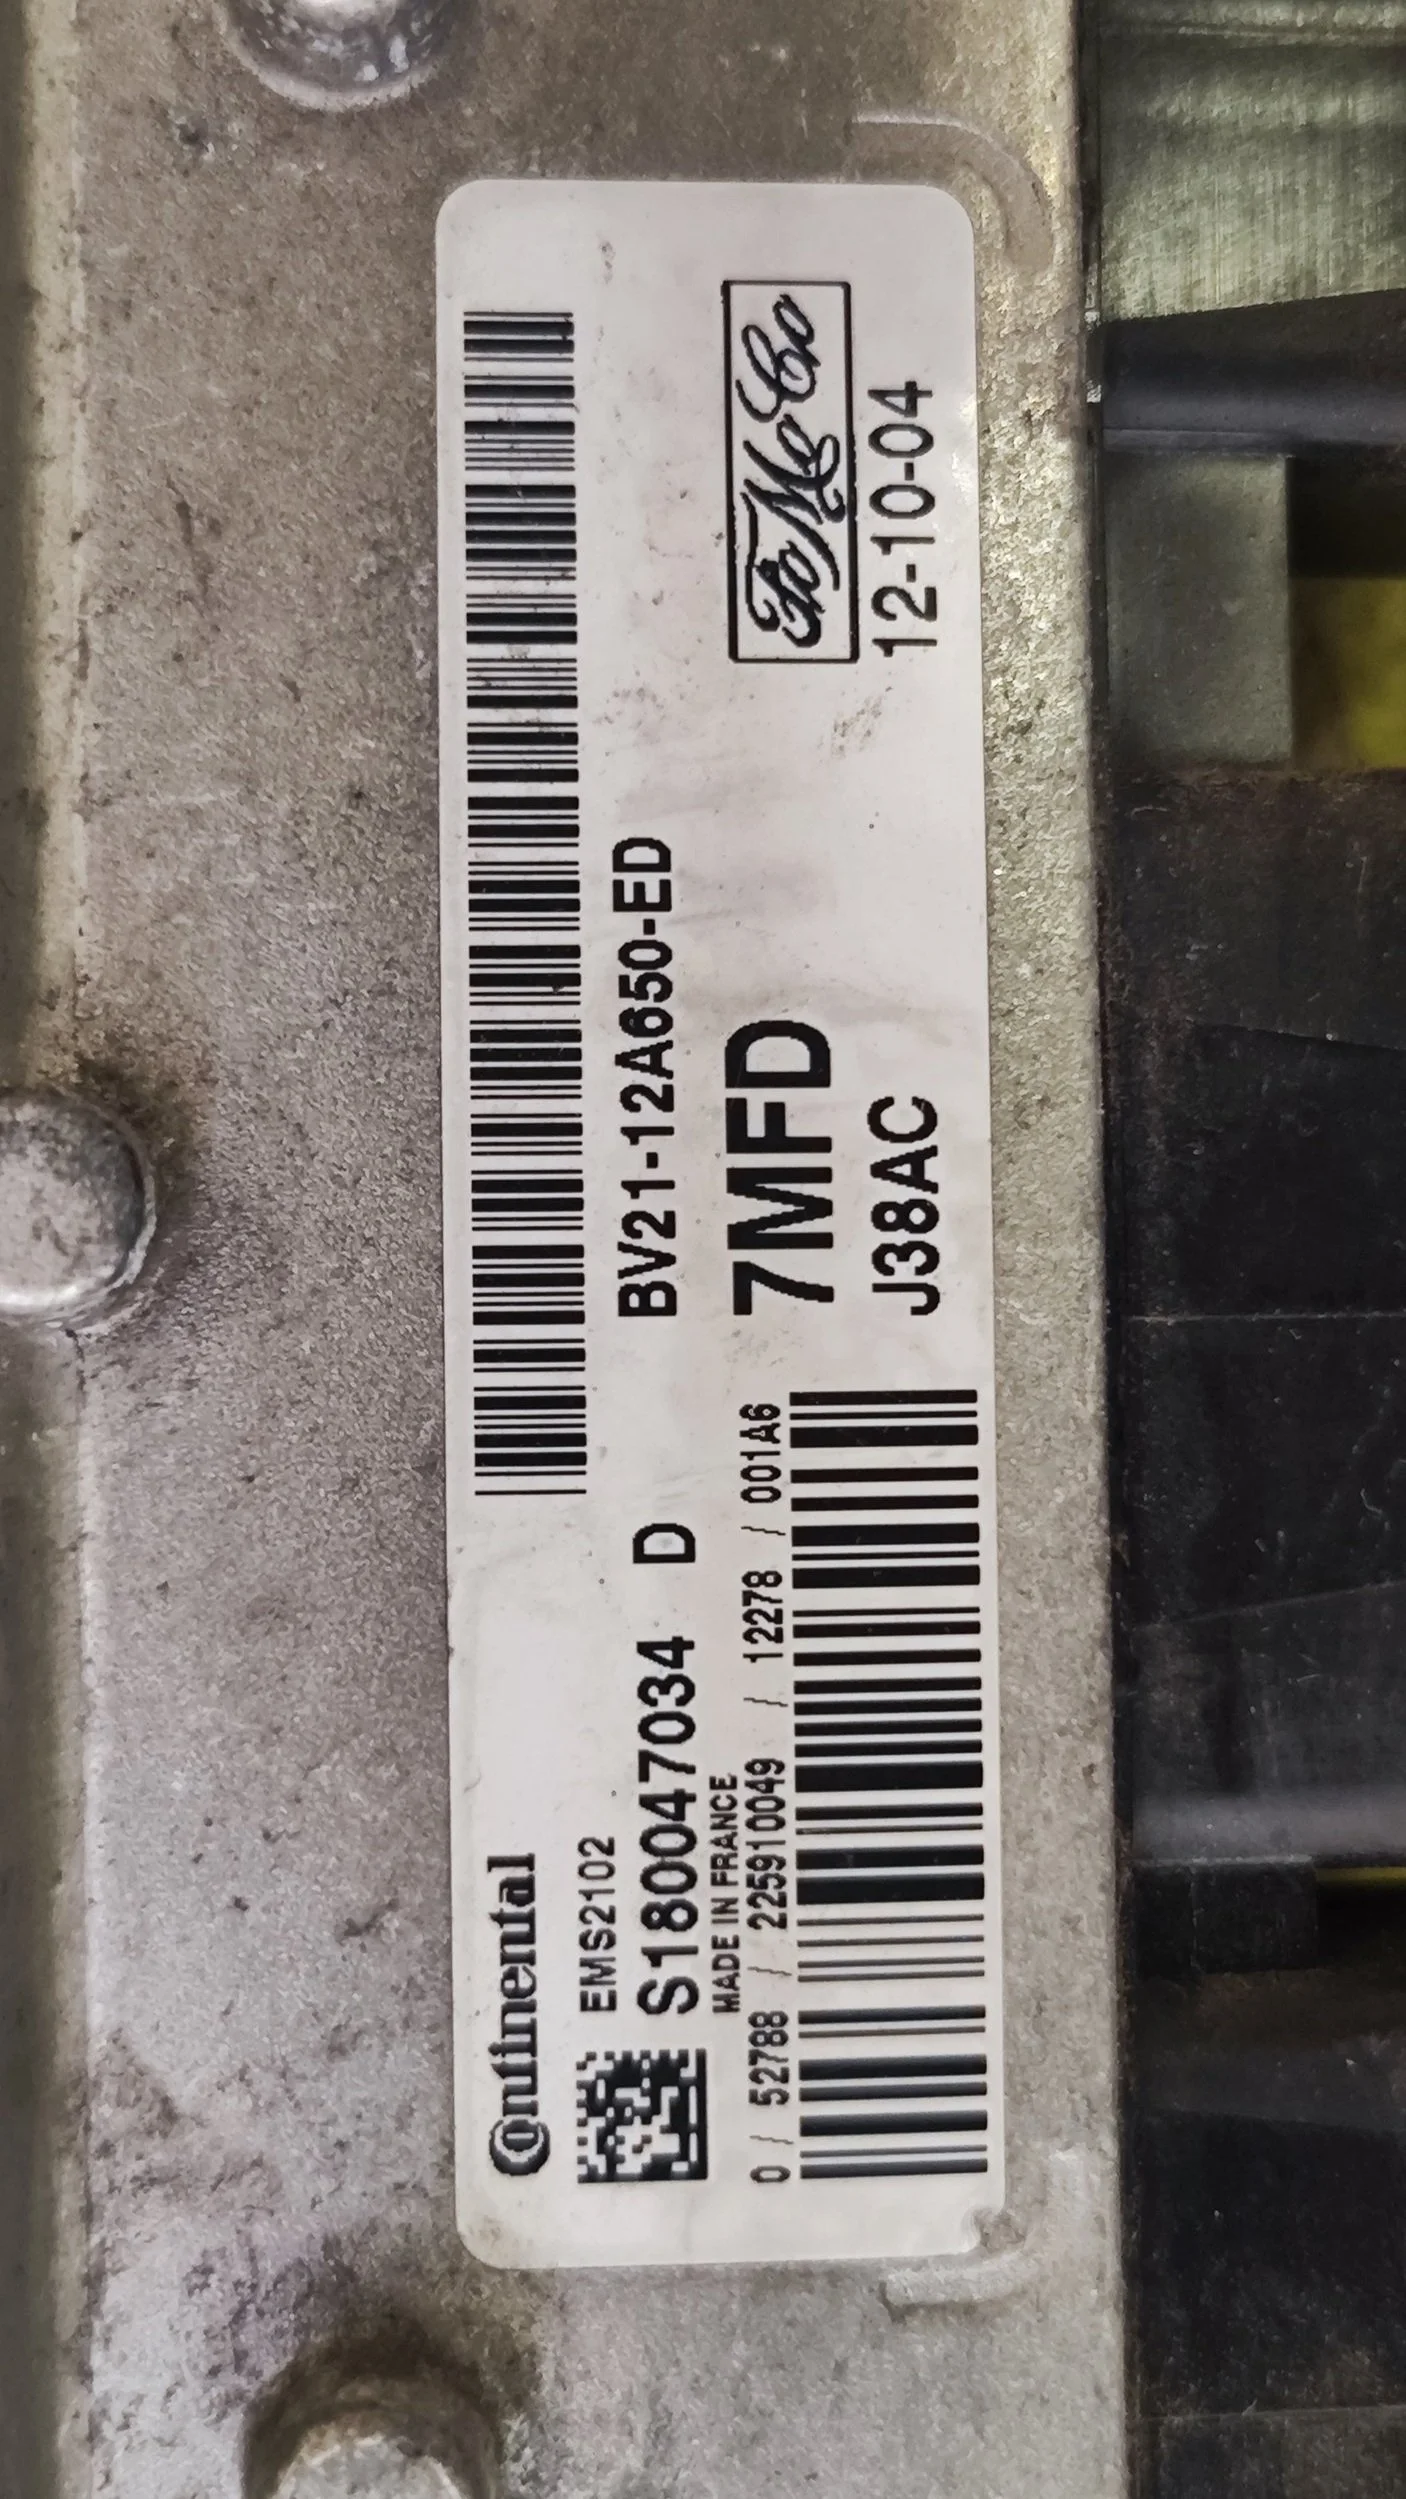 Continental
EMS2102
S180047034 D
MADE IN FRANCE
0 / 52788 / 225910049 / 12278 / 001A6
BV21-12A650-ED
7MFD
J38AC
FoMoCo
12-10-04